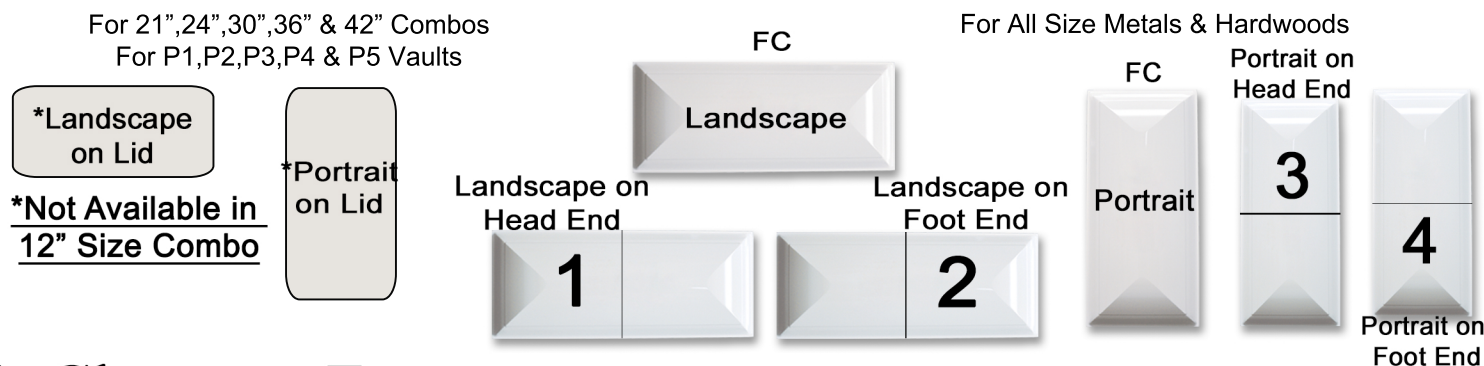 For 21”,24”,30”,36” & 42” Combos
For P1,P2,P3,P4 & P5 Vaults
*Landscape
on Lid
*Not Available in
12” Size Combo
*Portrait
on Lid
FC
Landscape
Landscape on
Head End
1
Landscape on
Foot End
2
For All Size Metals & Hardwoods
FC
Portrait
Portrait on
Head End
3
4
Portrait on
Foot End